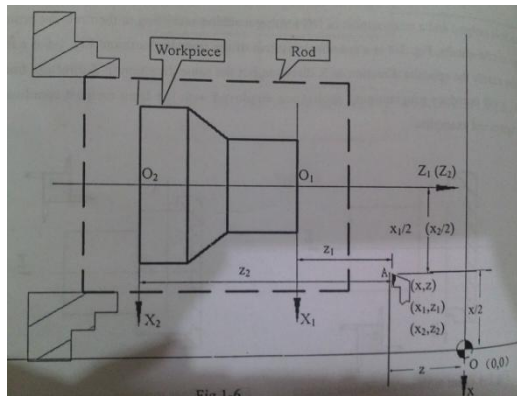 Workpiece
Rod
O₂
O₁
Z₁ (Z₂)
x₁/2 (x₂/2)
z₁
z₂
A
(x,z)
(x₁,z₁)
(x₂,z₂)
x/2
X₂
X₁
z
O (0,0)
x
Fig 1-6